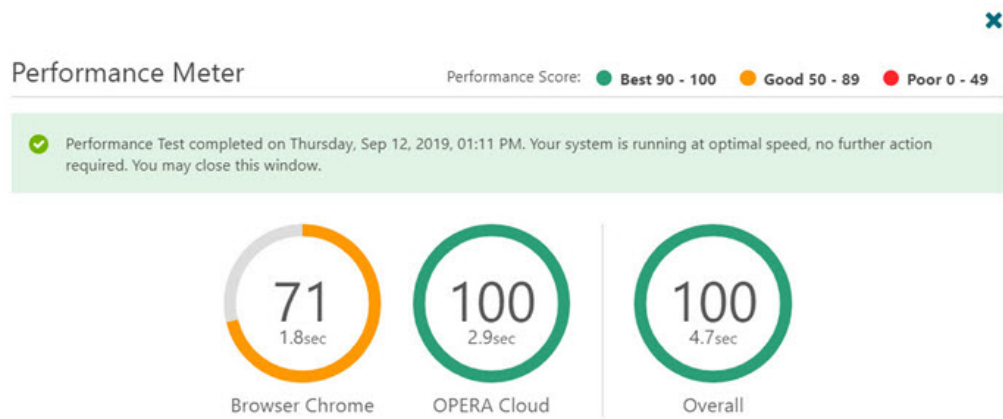 Performance Meter
Performance Score: Best 90 - 100 Good 50 - 89 Poor 0 - 49
Performance Test completed on Thursday, Sep 12, 2019, 01:11 PM. Your system is running at optimal speed, no further action
required. You may close this window.
71 100 100
1.8sec 2.9sec 4.7sec
Browser Chrome OPERA Cloud Overall